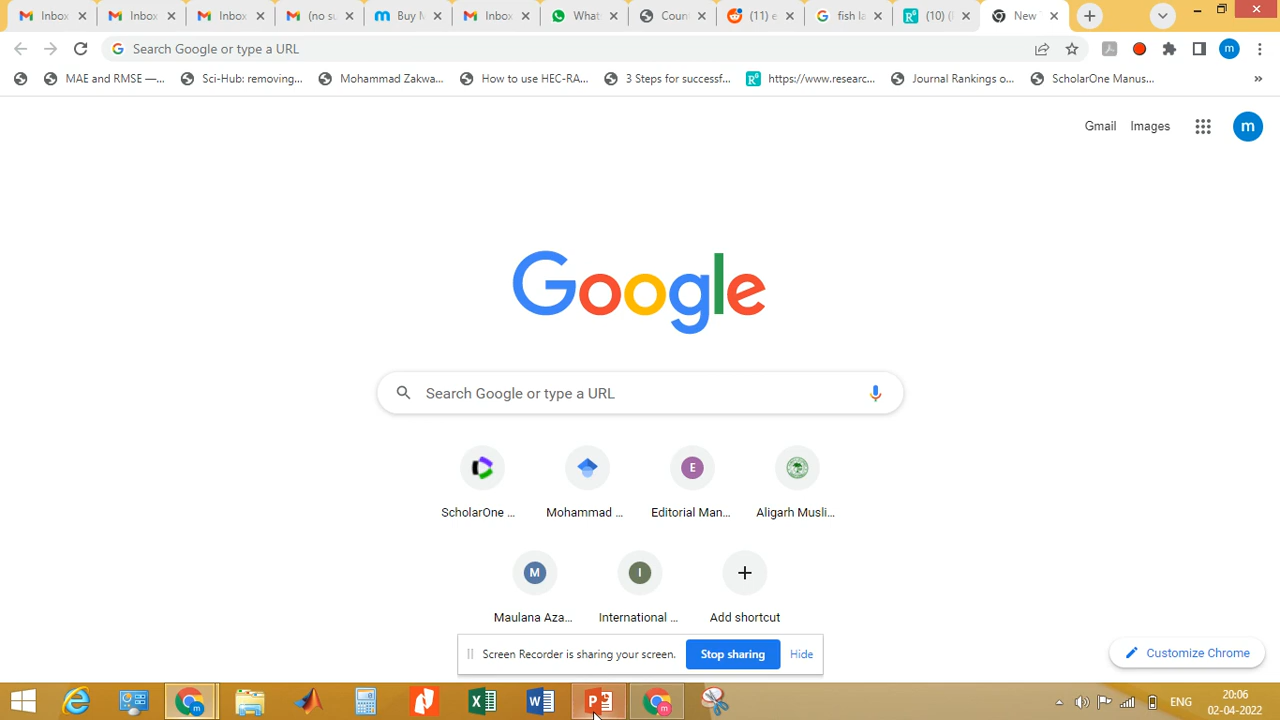 Inbox Inbox Inbox (no su Buy M Inbox What Coun (11) e fish la (10) ( New T
Search Google or type a URL m
MAE and RMSE —... Sci-Hub: removing... Mohammad Zakwa... How to use HEC-RA... 3 Steps for successf... R https://www.researc... Journal Rankings o... ScholarOne Manus... »
Gmail Images m
Google
Search Google or type a URL
E
ScholarOne ... Mohammad ... Editorial Man... Aligarh Musli...
M I
Maulana Aza... International ... Add shortcut
Screen Recorder is sharing your screen. Stop sharing Hide
Customize Chrome
ENG 20:06
02-04-2022